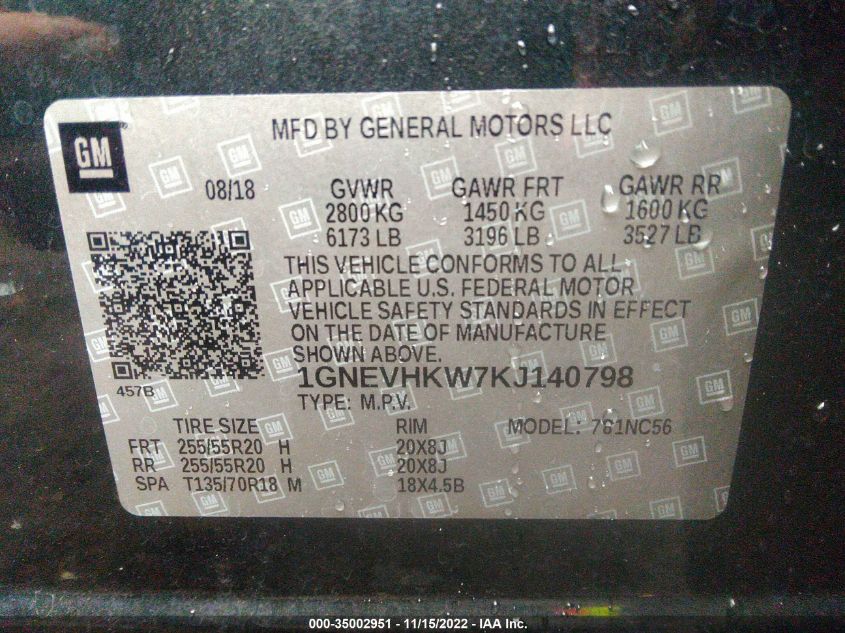 GM
MFD BY GENERAL MOTORS LLC
08/18 GVWR GAWR FRT GAWR RR
2800 KG 1450 KG 1600 KG
6173 LB 3196 LB 3527 LB
THIS VEHICLE CONFORMS TO ALL
APPLICABLE U.S. FEDERAL MOTOR
VEHICLE SAFETY STANDARDS IN EFFECT
ON THE DATE OF MANUFACTURE
SHOWN ABOVE.
457B 1GNEVHKW7KJ140798
TYPE: M.P.V.
TIRE SIZE RIM MODEL: 761NC56
FRT 255/55R20 H 20X8J
RR 255/55R20 H 20X8J
SPA T135/70R18 M 18X4.5B
000-35002951 - 11/15/2022 - IAA Inc.